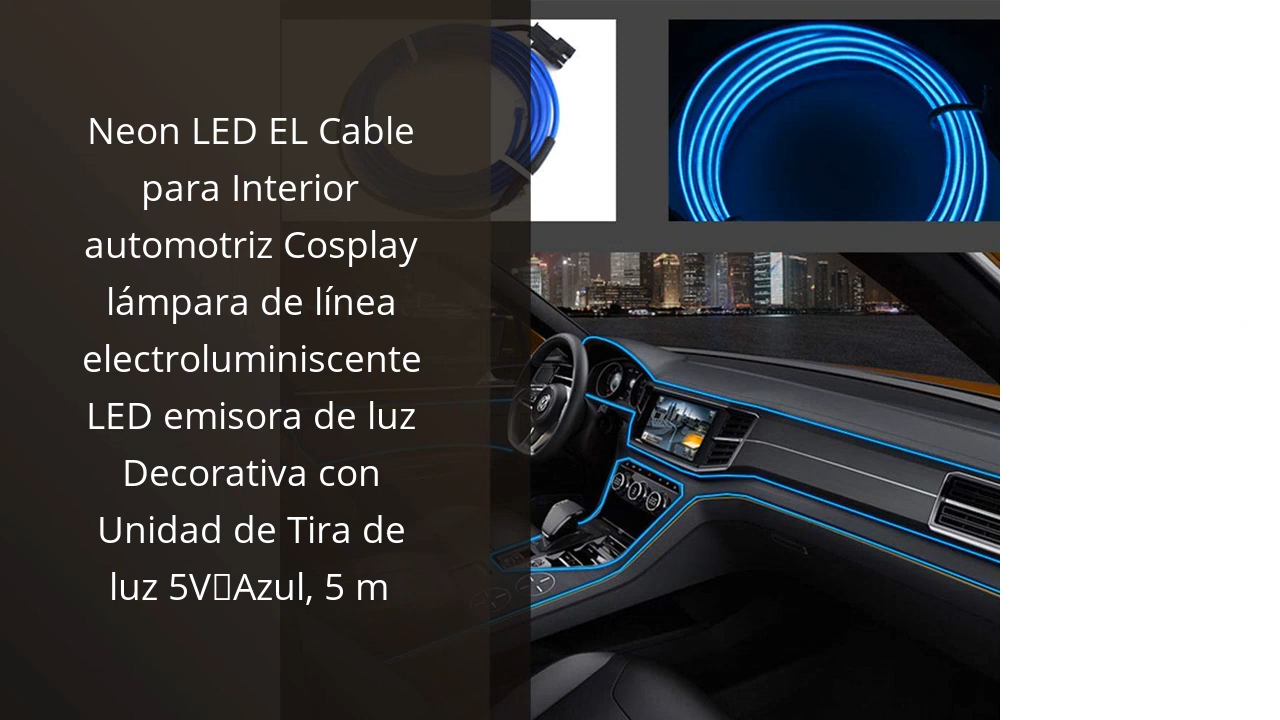 Neon LED EL Cable
para Interior
automotriz Cosplay
lámpara de línea
electroluminiscente
LED emisora de luz
Decorativa con
Unidad de Tira de
luz 5V▯Azul, 5 m